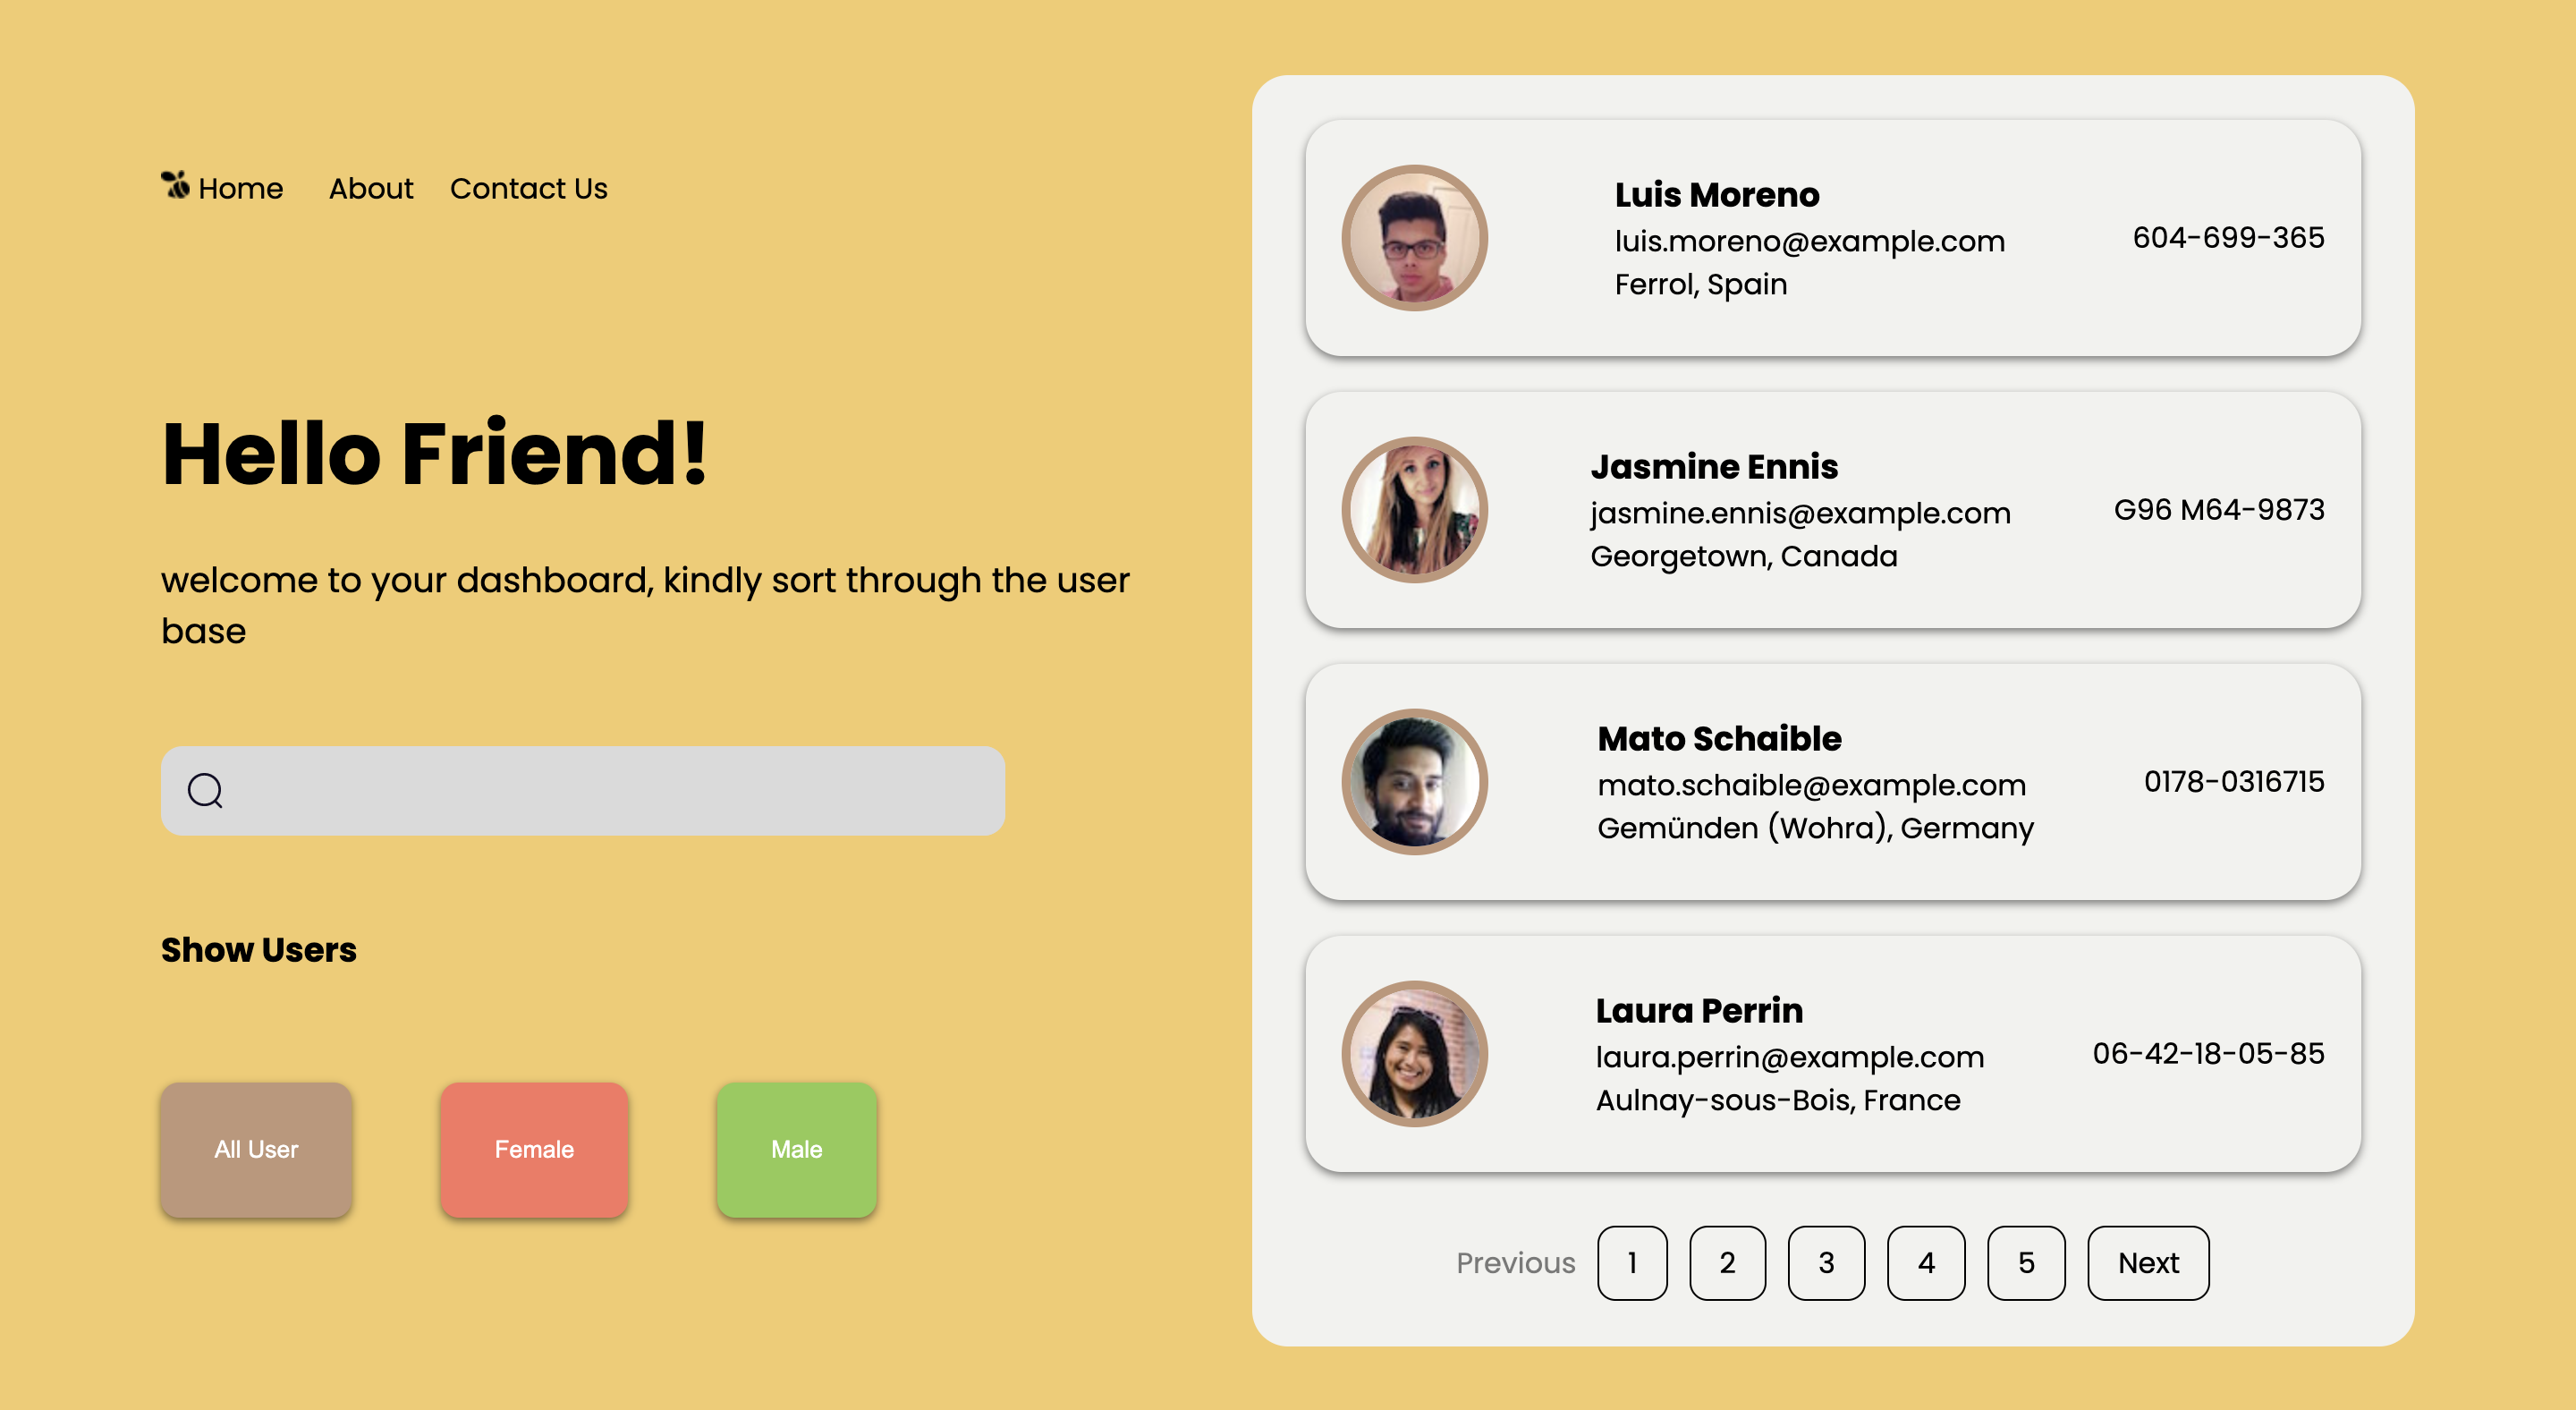 Home About Contact Us
Hello Friend!
welcome to your dashboard, kindly sort through the user
base
Show Users
All User Female Male
Luis Moreno
luis.moreno@example.com
Ferrol, Spain
604-699-365
Jasmine Ennis
jasmine.ennis@example.com
Georgetown, Canada
G96 M64-9873
Mato Schaible
mato.schaible@example.com
Gemünden (Wohra), Germany
0178-0316715
Laura Perrin
laura.perrin@example.com
Aulnay-sous-Bois, France
06-42-18-05-85
Previous 1 2 3 4 5 Next